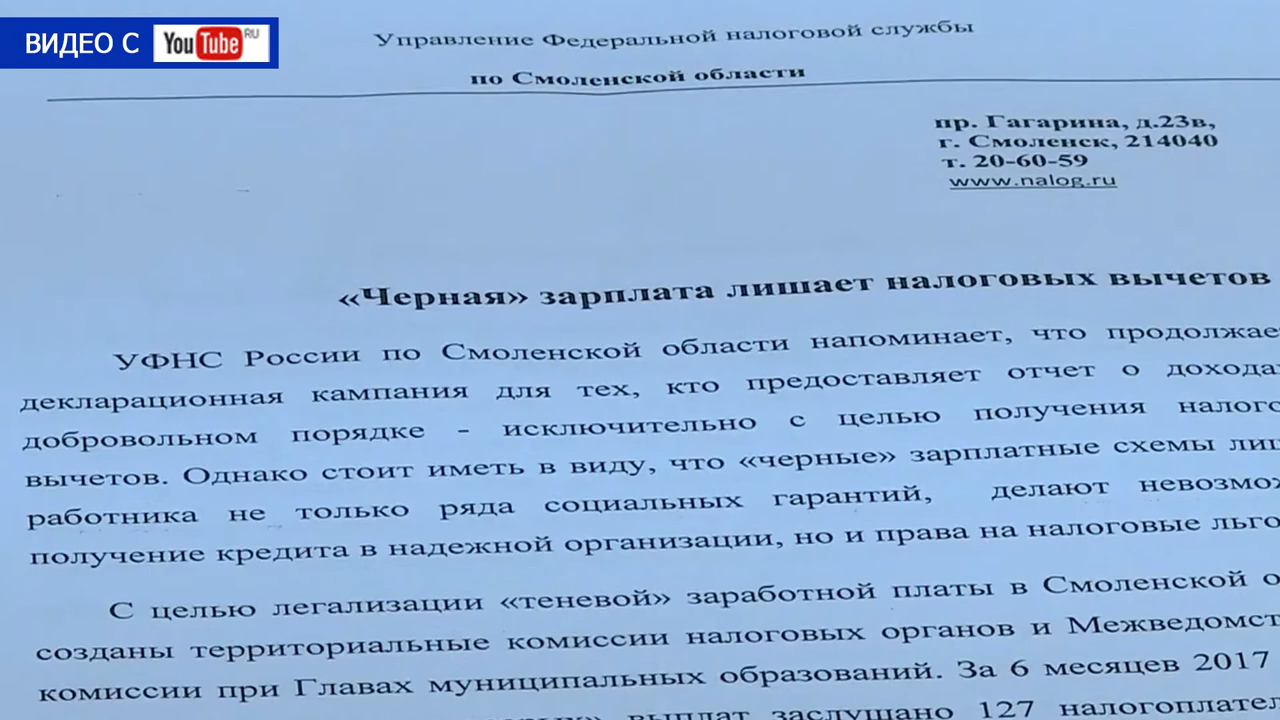 ВИДЕО С YouTube RU
Управление Федеральной налоговой службы
по Смоленской области
пр. Гагарина, д.23в,
г. Смоленск, 214040
т. 20-60-59
www.nalog.ru
«Черная» зарплата лишает налоговых вычетов
УФНС России по Смоленской области напоминает, что продолжае
декларационная кампания для тех, кто предоставляет отчет о дохода
добровольном порядке - исключительно с целью получения налого
вычетов. Однако стоит иметь в виду, что «черные» зарплатные схемы ли
работника не только ряда социальных гарантий, делают невозмож
получение кредита в надежной организации, но и права на налоговые льго
С целью легализации «теневой» заработной платы в Смоленской о
созданы территориальные комиссии налоговых органов и Межведомст
комиссии при Главах муниципальных образований. За 6 месяцев 2017
выплат заслушано 127 налогоплате